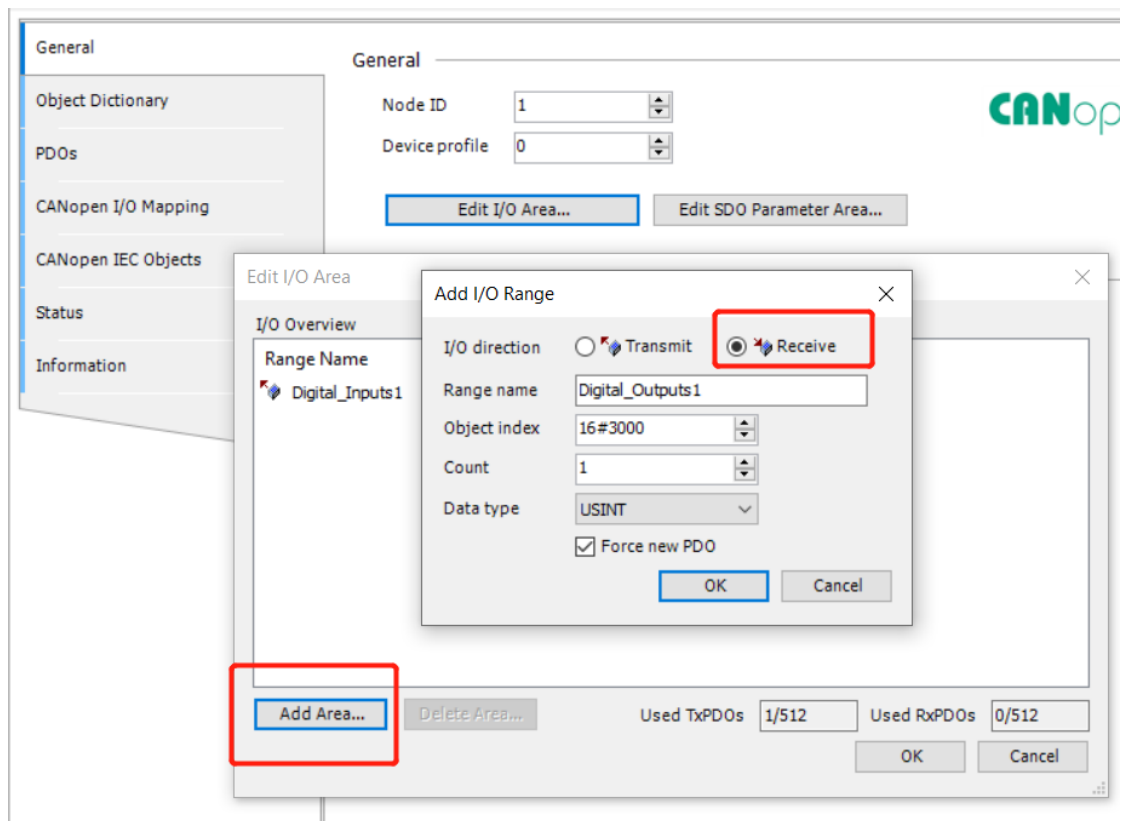 General
Object Dictionary
PDOs
CANopen I/O Mapping
CANopen IEC Objects
Status
Information
General
Node ID 1
Device profile 0
CANop
Edit I/O Area... Edit SDO Parameter Area...
Edit I/O Area
I/O Overview
Range Name
Digital_Inputs1
Add I/O Range
I/O direction Transmit Receive
Range name Digital_Outputs1
Object index 16#3000
Count 1
Data type USINT
Force new PDO
OK Cancel
Add Area... Delete Area... Used TxPDOs 1/512 Used RxPDOs 0/512
OK Cancel